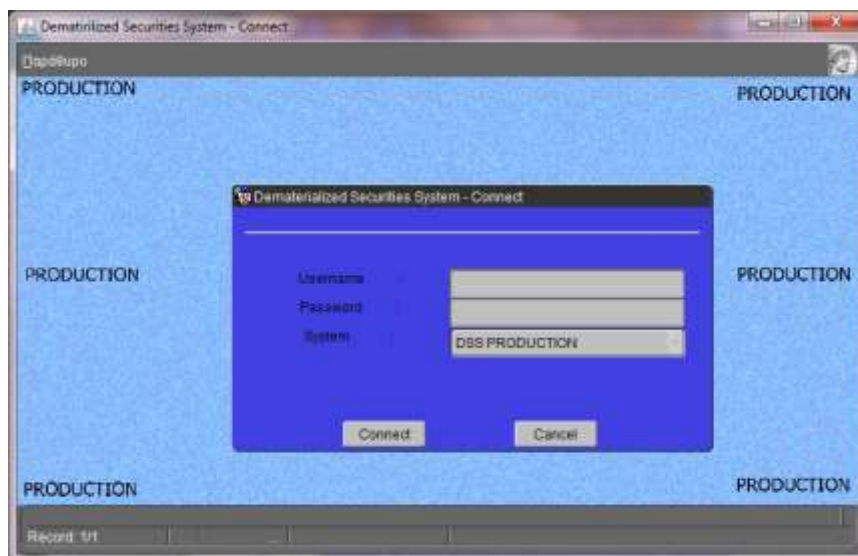 Dematirilized Securities System - Connect
Παράθυρο
PRODUCTION PRODUCTION
Dematerialized Securities System - Connect
PRODUCTION PRODUCTION
Username :
Password :
System :
DSS PRODUCTION
Connect Cancel
PRODUCTION PRODUCTION
Record: 1/1